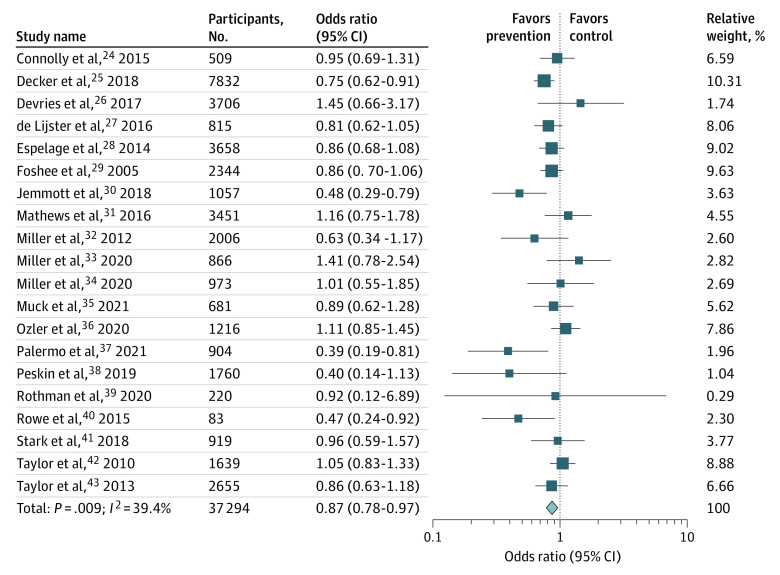 Study name Participants, No. Odds ratio (95% CI) Favors prevention Favors control Relative weight, %
Connolly et al,24 2015 509 0.95 (0.69-1.31) 6.59
Decker et al,25 2018 7832 0.75 (0.62-0.91) 10.31
Devries et al,26 2017 3706 1.45 (0.66-3.17) 1.74
de Lijster et al,27 2016 815 0.81 (0.62-1.05) 8.06
Espelage et al,28 2014 3658 0.86 (0.68-1.08) 9.02
Foshee et al,29 2005 2344 0.86 (0. 70-1.06) 9.63
Jemmott et al,30 2018 1057 0.48 (0.29-0.79) 3.63
Mathews et al,31 2016 3451 1.16 (0.75-1.78) 4.55
Miller et al,32 2012 2006 0.63 (0.34 -1.17) 2.60
Miller et al,33 2020 866 1.41 (0.78-2.54) 2.82
Miller et al,34 2020 973 1.01 (0.55-1.85) 2.69
Muck et al,35 2021 681 0.89 (0.62-1.28) 5.62
Ozler et al,36 2020 1216 1.11 (0.85-1.45) 7.86
Palermo et al,37 2021 904 0.39 (0.19-0.81) 1.96
Peskin et al,38 2019 1760 0.40 (0.14-1.13) 1.04
Rothman et al,39 2020 220 0.92 (0.12-6.89) 0.29
Rowe et al,40 2015 83 0.47 (0.24-0.92) 2.30
Stark et al,41 2018 919 0.96 (0.59-1.57) 3.77
Taylor et al,42 2010 1639 1.05 (0.83-1.33) 8.88
Taylor et al,43 2013 2655 0.86 (0.63-1.18) 6.66
Total: P = .009; I2 = 39.4% 37 294 0.87 (0.78-0.97) 100
0.1 1 10
Odds ratio (95% CI)